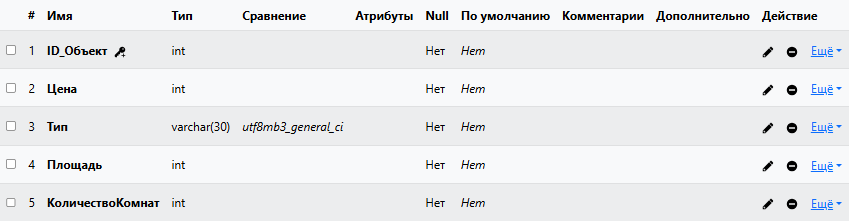 # Имя Тип Сравнение Атрибуты Null По умолчанию Комментарии Дополнительно Действие
1 ID_Объект int Нет Нет Ещё
2 Цена int Нет Нет Ещё
3 Тип varchar(30) utf8mb3_general_ci Нет Нет Ещё
4 Площадь int Нет Нет Ещё
5 КоличествоКомнат int Нет Нет Ещё